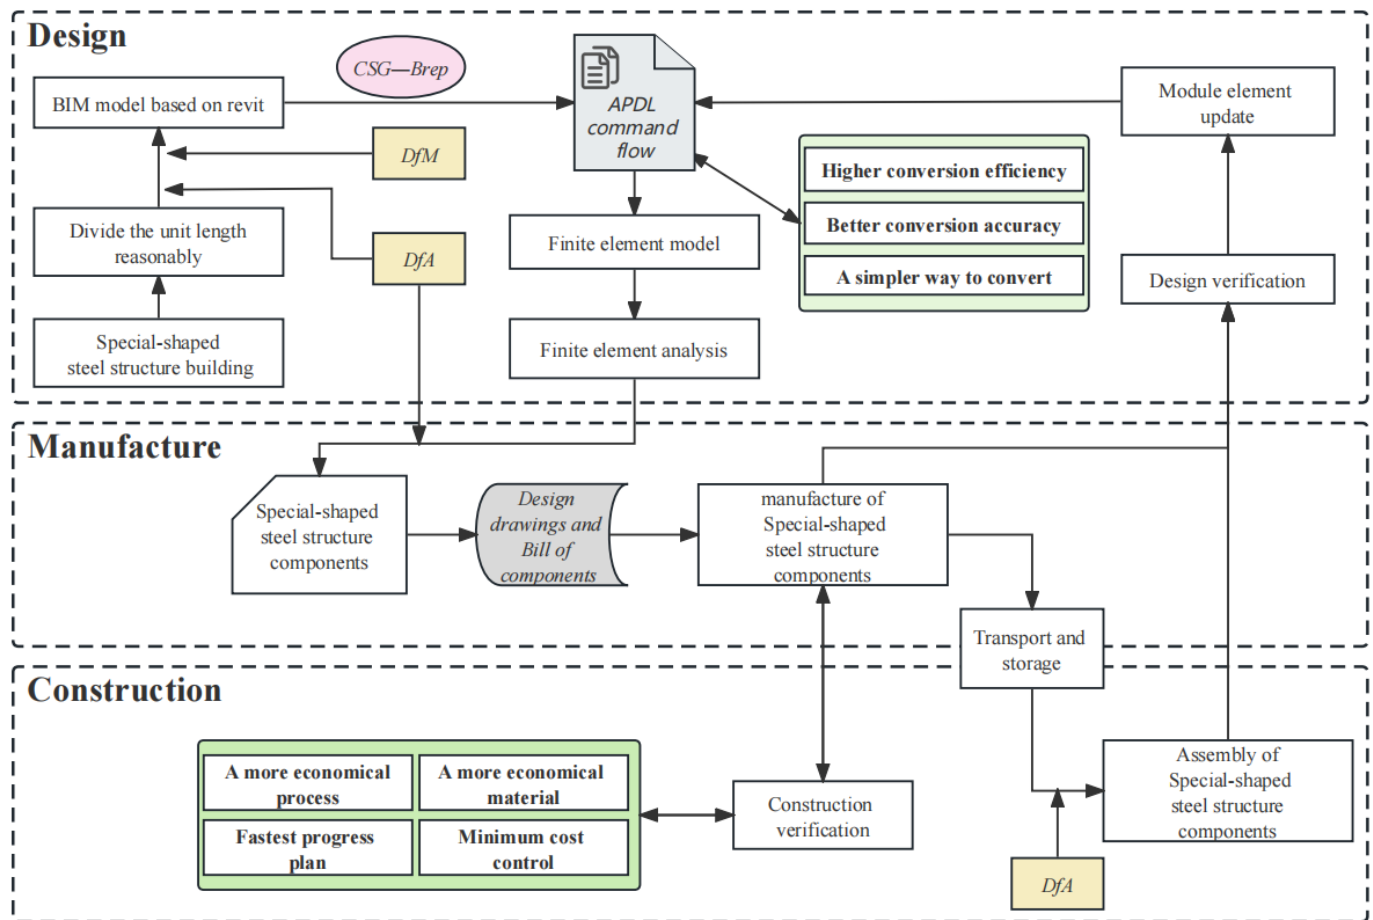 Design
CSG—Brep
BIM model based on revit
APDL
command
flow
Module element
update
DfM
Higher conversion efficiency
Better conversion accuracy
A simpler way to convert
Divide the unit length
reasonably
DfA
Finite element model
Design verification
Special-shaped
steel structure building
Finite element analysis
Manufacture
Special-shaped
steel structure
components
Design
drawings and
Bill of
components
manufacture of
Special-shaped
steel structure
components
Transport and
storage
Construction
A more economical
process
A more economical
material
Fastest progress
plan
Minimum cost
control
Construction
verification
Assembly of
Special-shaped
steel structure
components
DfA